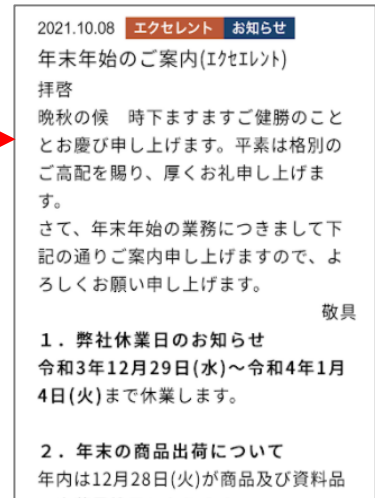 2021.10.08 エクセレント お知らせ
年末年始のご案内(ｴｸｾｴﾚﾝﾄ)
拝啓
晩秋の候　時下ますますご健勝のこと
とお慶び申し上げます。平素は格別の
ご高配を賜り、厚くお礼申し上げま
す。
さて、年末年始の業務につきまして下
記の通りご案内申し上げますので、よ
ろしくお願い申し上げます。
敬具
１．弊社休業日のお知らせ
令和3年12月29日(水)～令和4年1月
4日(火)まで休業します。
２．年末の商品出荷について
年内は12月28日(火)が商品及び資料品